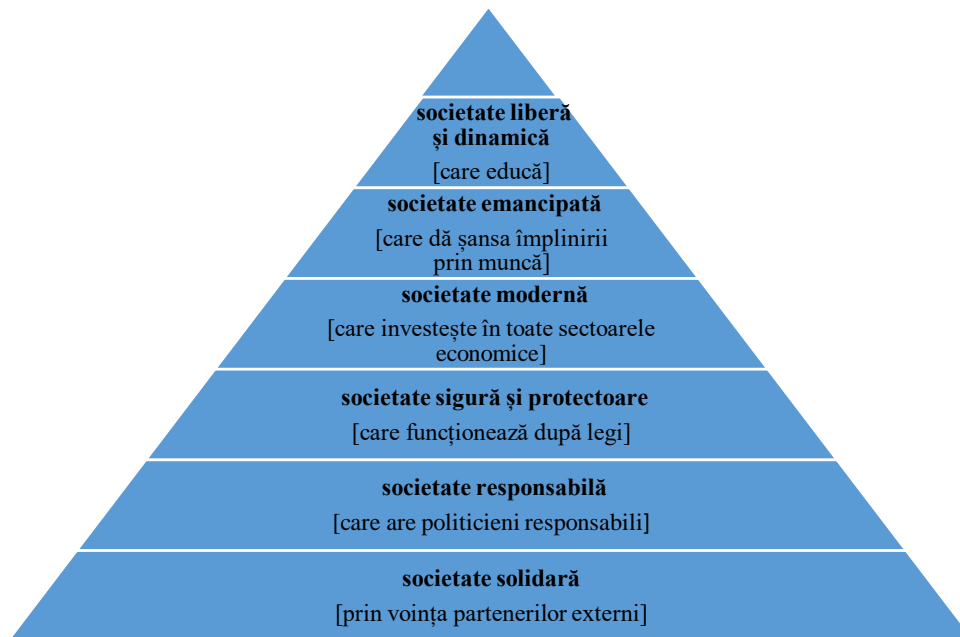 societate liberă
și dinamică
[care educă]
societate emancipată
[care dă șansa împlinirii
prin muncă]
societate modernă
[care investește în toate sectoarele
economice]
societate sigură și protectoare
[care funcționează după legi]
societate responsabilă
[care are politicieni responsabili]
societate solidară
[prin voința partenerilor externi]